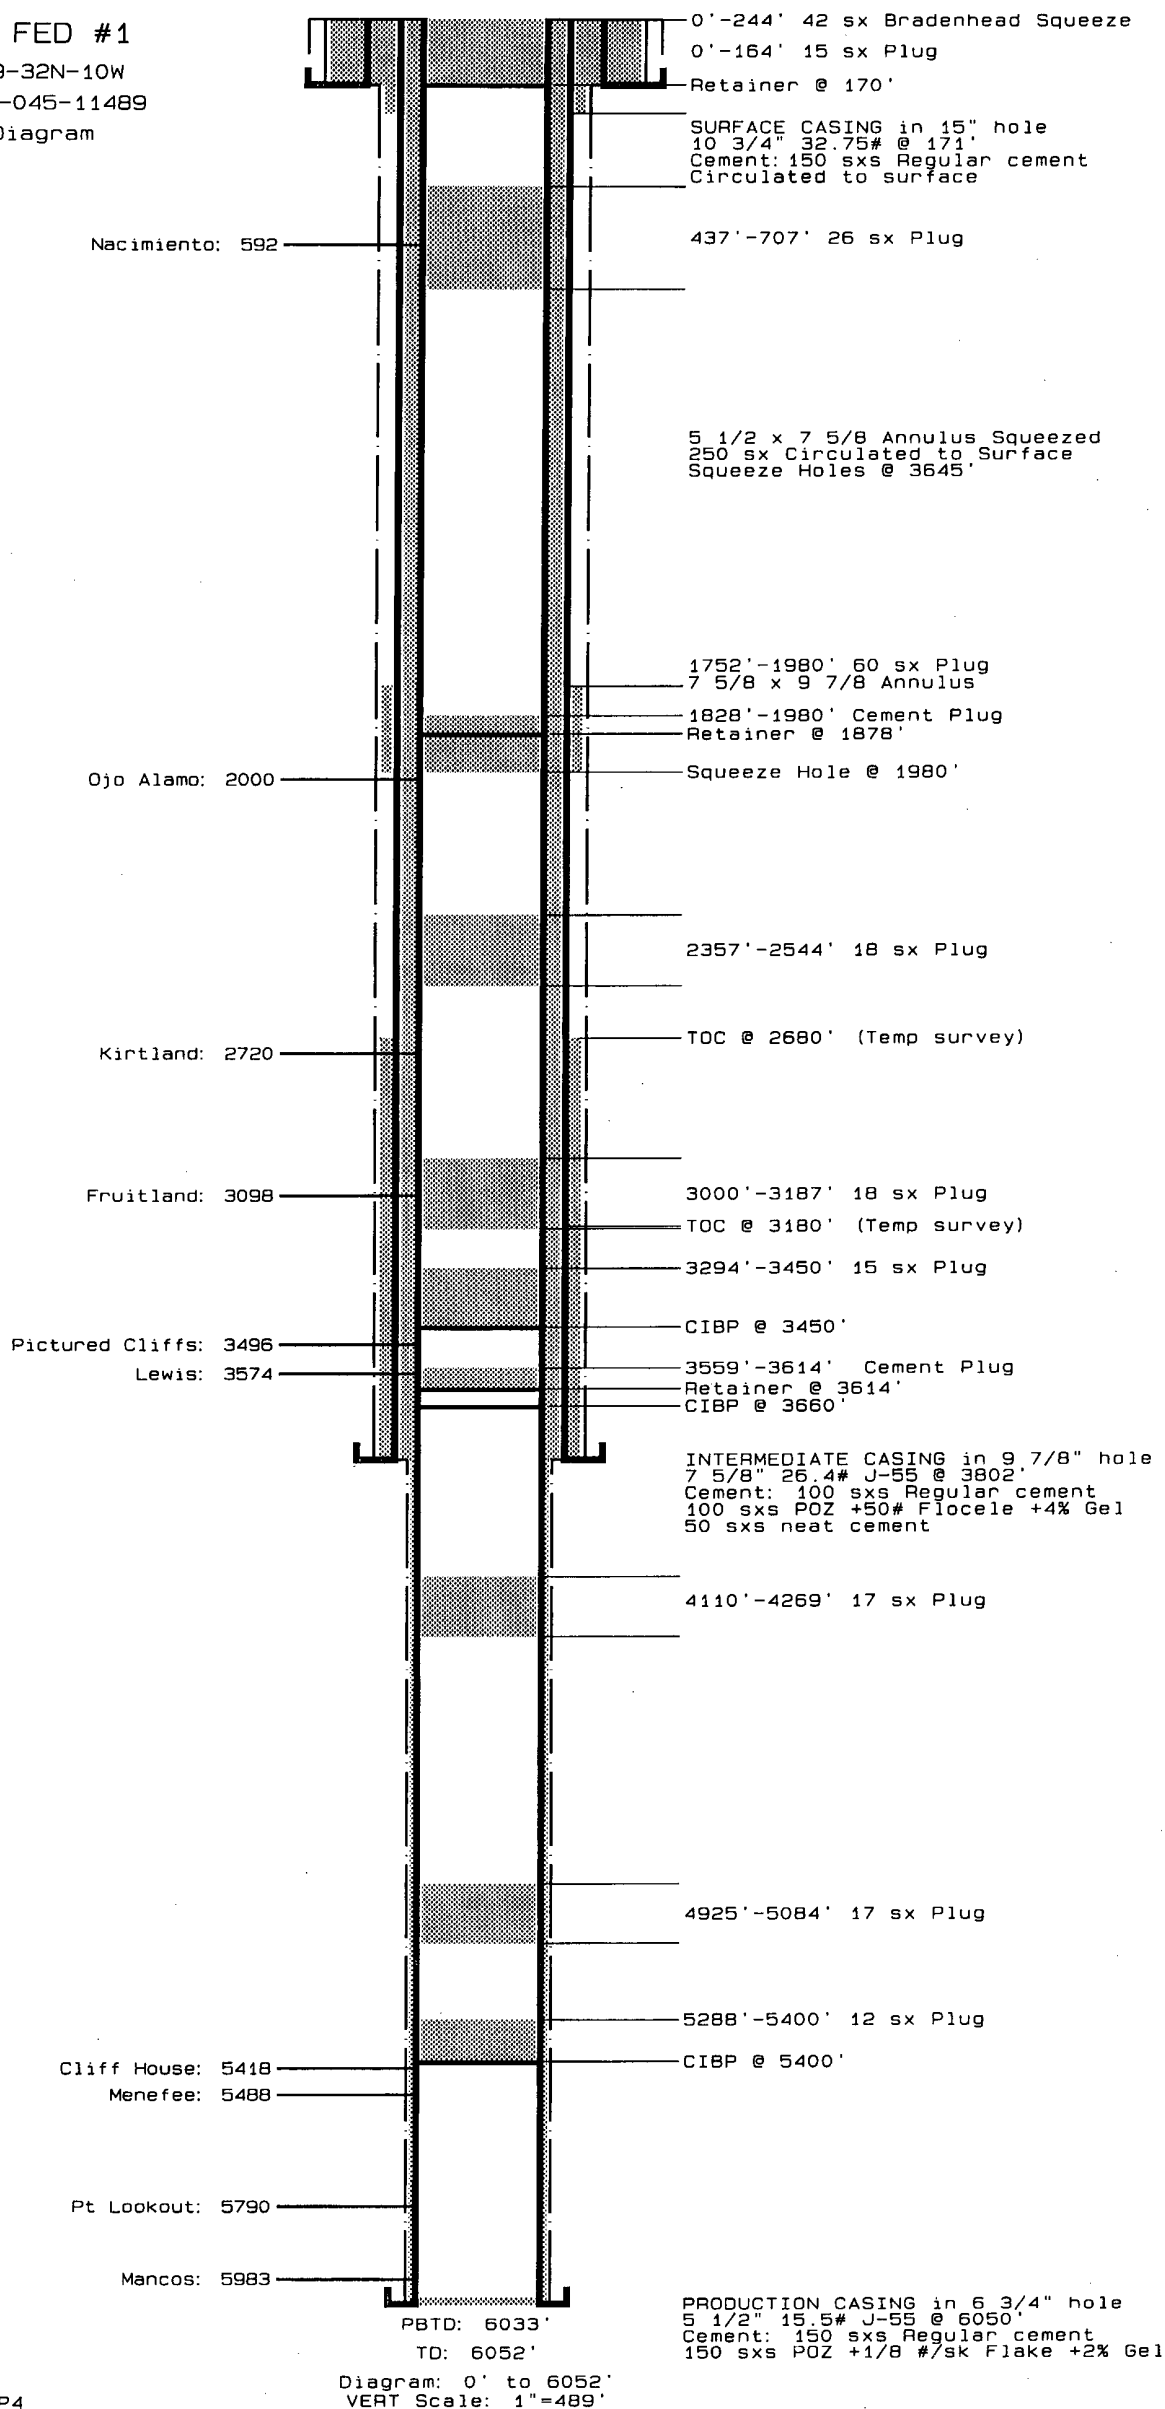 FED #1
9-32N-10W
-045-11489
Diagram
0'-244' 42 sx Bradenhead Squeeze
0'-164' 15 sx Plug
Retainer @ 170'
SURFACE CASING in 15" hole
10 3/4" 32.75# @ 171'
Cement: 150 sxs Regular cement
Circulated to surface
Nacimiento: 592
437'-707' 26 sx Plug
5 1/2 x 7 5/8 Annulus Squeezed
250 sx Circulated to Surface
Squeeze Holes @ 3645'
1752'-1980' 60 sx Plug
7 5/8 x 9 7/8 Annulus
1828'-1980' Cement Plug
Retainer @ 1878'
Squeeze Hole @ 1980'
Ojo Alamo: 2000
2357'-2544' 18 sx Plug
TOC @ 2680' (Temp survey)
Kirtland: 2720
Fruitland: 3098
3000'-3187' 18 sx Plug
TOC @ 3180' (Temp survey)
3294'-3450' 15 sx Plug
CIBP @ 3450'
Pictured Cliffs: 3496
3559'-3614' Cement Plug
Lewis: 3574
Retainer @ 3614'
CIBP @ 3660'
INTERMEDIATE CASING in 9 7/8" hole
7 5/8" 26.4# J-55 @ 3802'
Cement: 100 sxs Regular cement
100 sxs POZ +50# Flocele +4% Gel
50 sxs neat cement
4110'-4269' 17 sx Plug
4925'-5084' 17 sx Plug
5288'-5400' 12 sx Plug
CIBP @ 5400'
Cliff House: 5418
Menefee: 5488
Pt Lookout: 5790
Mancos: 5983
PRODUCTION CASING in 6 3/4" hole
5 1/2" 15.5# J-55 @ 6050'
Cement: 150 sxs Regular cement
150 sxs POZ +1/8 #/sk Flake +2% Gel
PBTD: 6033'
TD: 6052'
Diagram: 0' to 6052'
VERT Scale: 1"=489'
P4